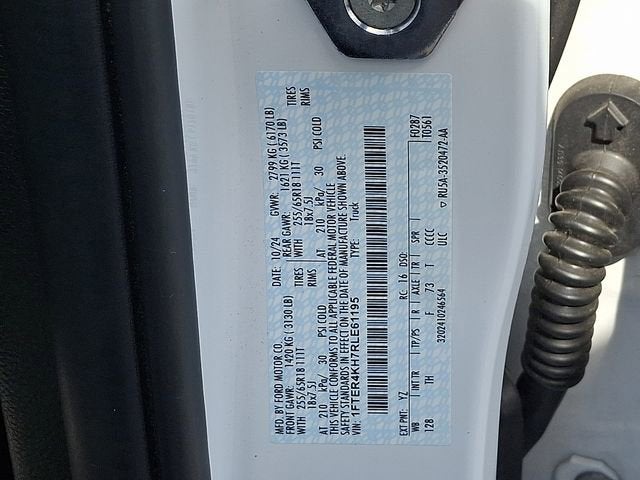 MFD. BY FORD MOTOR CO.
DATE: 10/24 GVWR: 2799 KG ( 6170 LB)
FRONT GAWR: 1420 KG ( 3130 LB) REAR GAWR: 1621 KG ( 3573 LB)
WITH 255/65R18 111T TIRES WITH 255/65R18 111T TIRES
18x7.5J RIMS 18x7.5J RIMS
AT 210 kPa/ 30 PSI COLD AT 210 kPa/ 30 PSI COLD
THIS VEHICLE CONFORMS TO ALL APPLICABLE FEDERAL MOTOR VEHICLE
SAFETY STANDARDS IN EFFECT ON THE DATE OF MANUFACTURE SHOWN ABOVE.
VIN: 1FTER4KH7RLE61195 TYPE: Truck
EXT PNT: YZ RC: 16 DSO: F0287
T0561
WB INT TR TP/PS R AXLE TR SPR
128 TH F 73 T CCCC
3202410246564 ULC
RU5A-3520472-AA